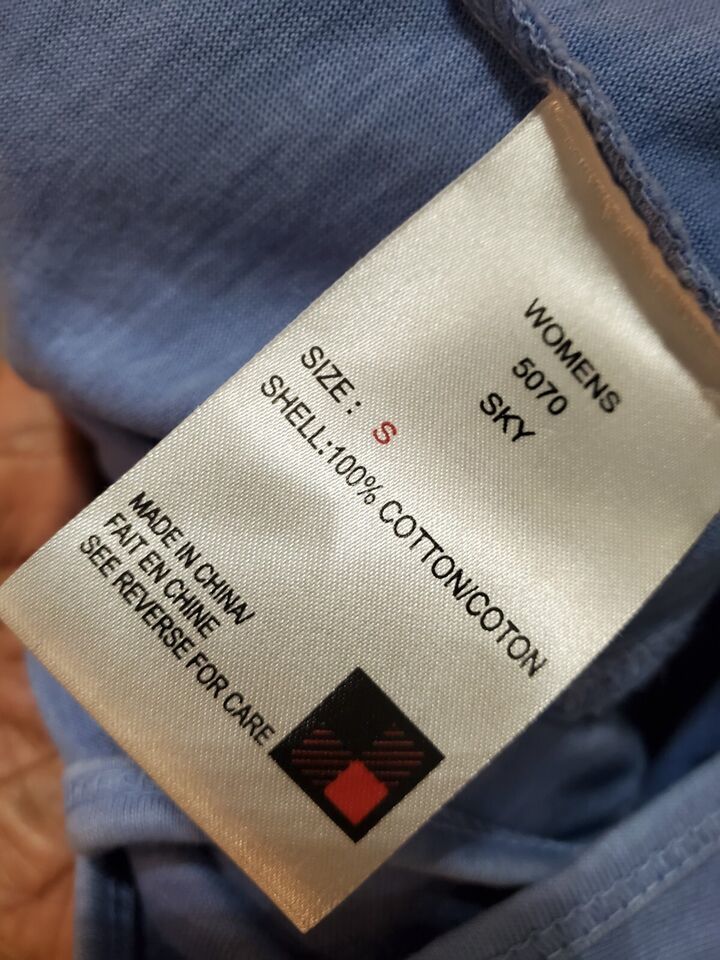 WOMENS
5070
SKY
SIZE: S
SHELL:100% COTTON/COTON
MADE IN CHINA/
FAIT EN CHINE
SEE REVERSE FOR CARE